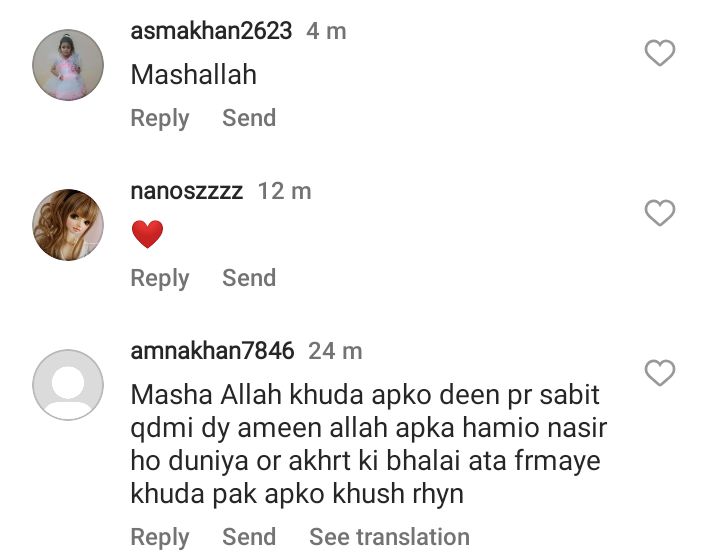 asmakhan2623 4 m
Mashallah
Reply Send
nanoszzzz 12 m
❤️
Reply Send
amnakhan7846 24 m
Masha Allah khuda apko deen pr sabit
qdmi dy ameen allah apka hamio nasir
ho duniya or akhrt ki bhalai ata frmaye
khuda pak apko khush rhyn
Reply Send See translation